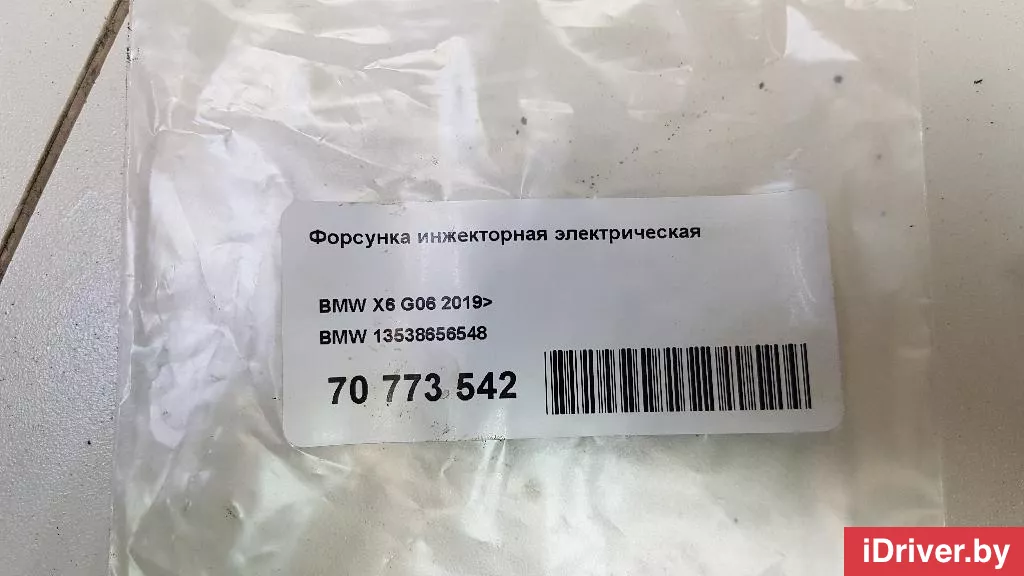 Форсунка инжекторная электрическая
BMW X6 G06 2019>
BMW 13538656548
70 773 542
iDriver.by